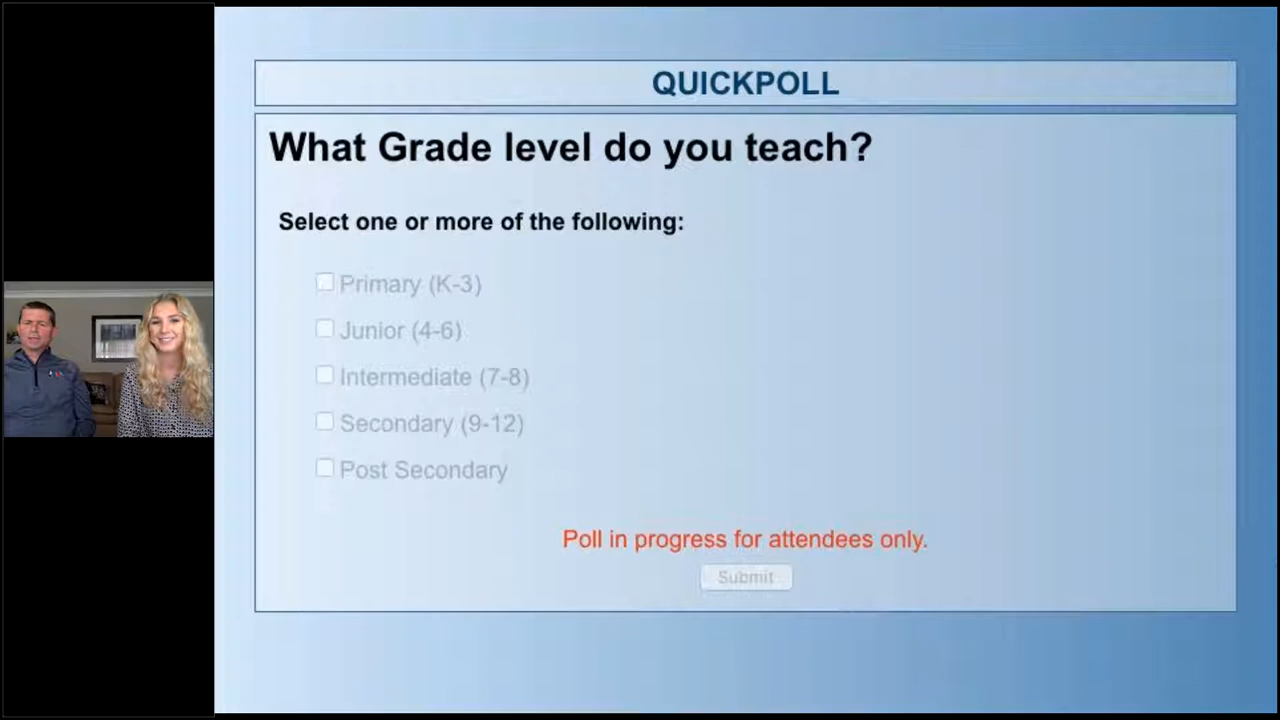 QUICKPOLL
What Grade level do you teach?
Select one or more of the following:
Primary (K-3)
Junior (4-6)
Intermediate (7-8)
Secondary (9-12)
Post Secondary
Poll in progress for attendees only.
Submit